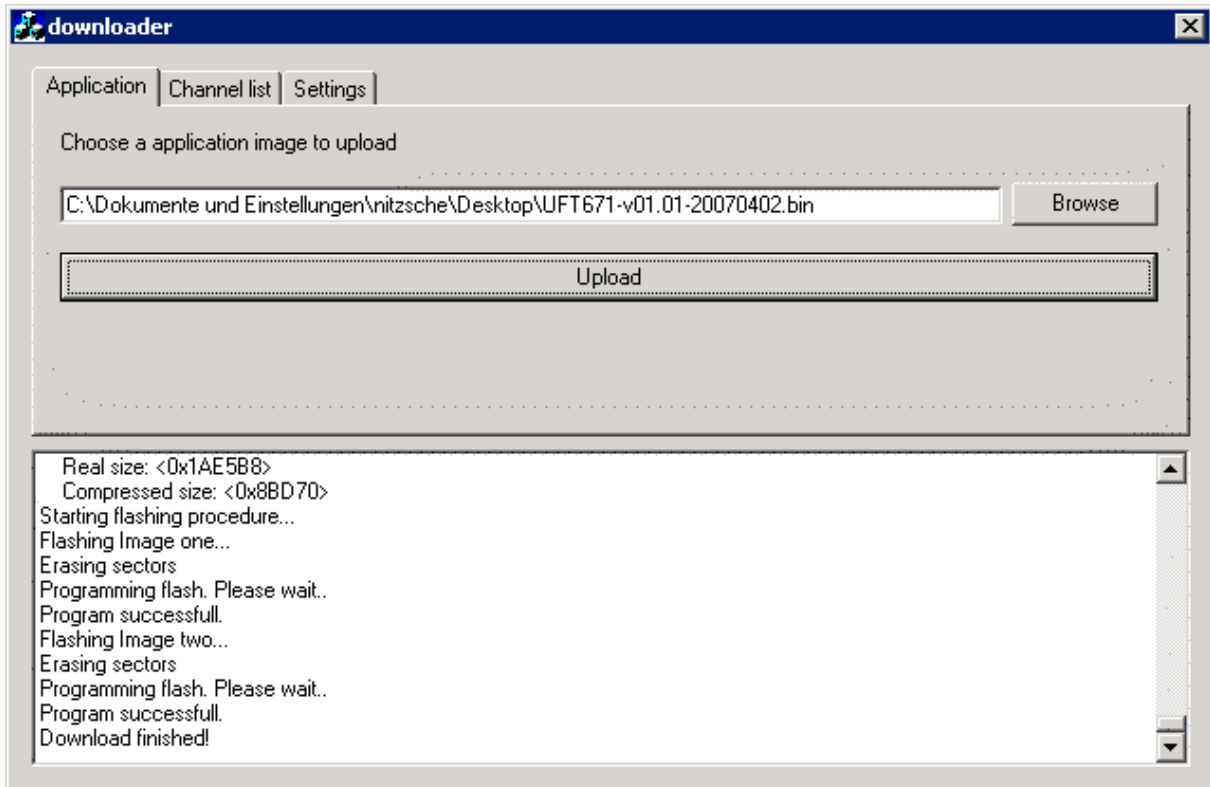 downloader
Application Channel list Settings
Choose a application image to upload
C:\Dokumente und Einstellungen\nitzsche\Desktop\UFT671-v01.01-20070402.bin Browse
Upload
Real size: <0x1AE5B8>
Compressed size: <0x8BD70>
Starting flashing procedure...
Flashing Image one...
Erasing sectors
Programming flash. Please wait..
Program successfull.
Flashing Image two...
Erasing sectors
Programming flash. Please wait..
Program successfull.
Download finished!